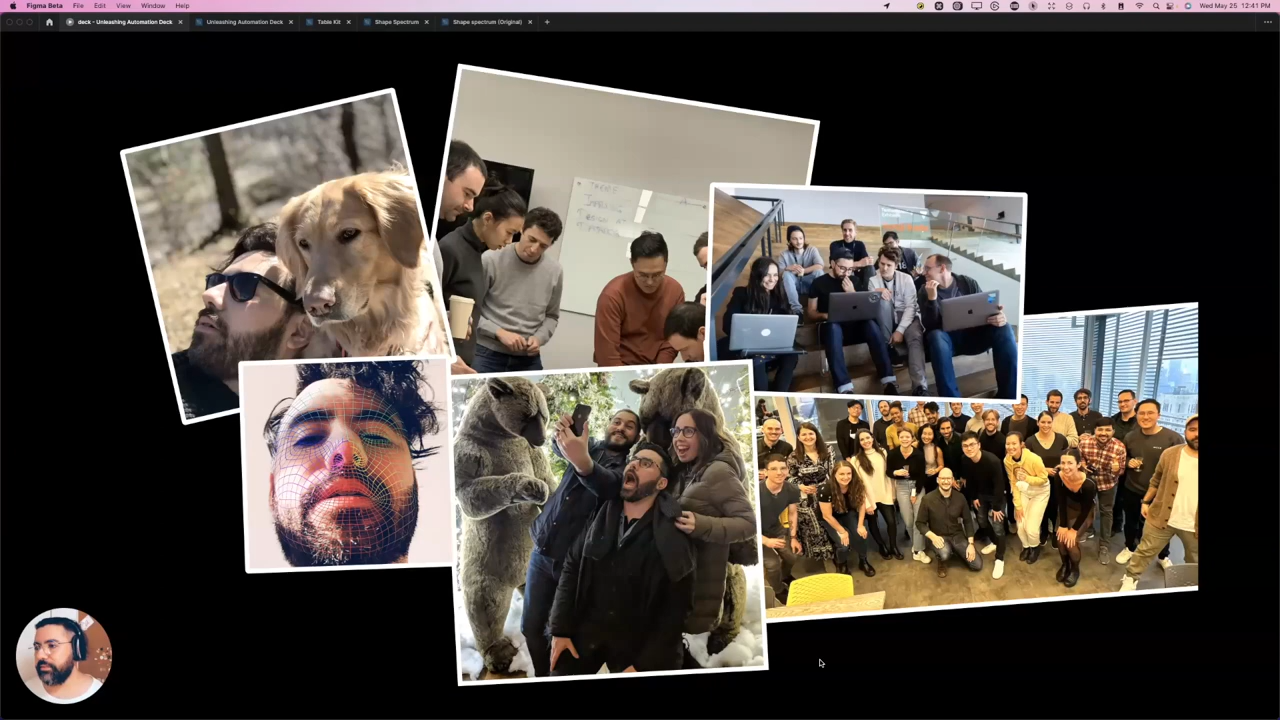 Figma Beta File Edit View Window Help Wed May 25 12:41 PM
deck - Unleashing Automation Deck Unleashing Automation Deck Table Kit Shape Spectrum Shape spectrum (Original)